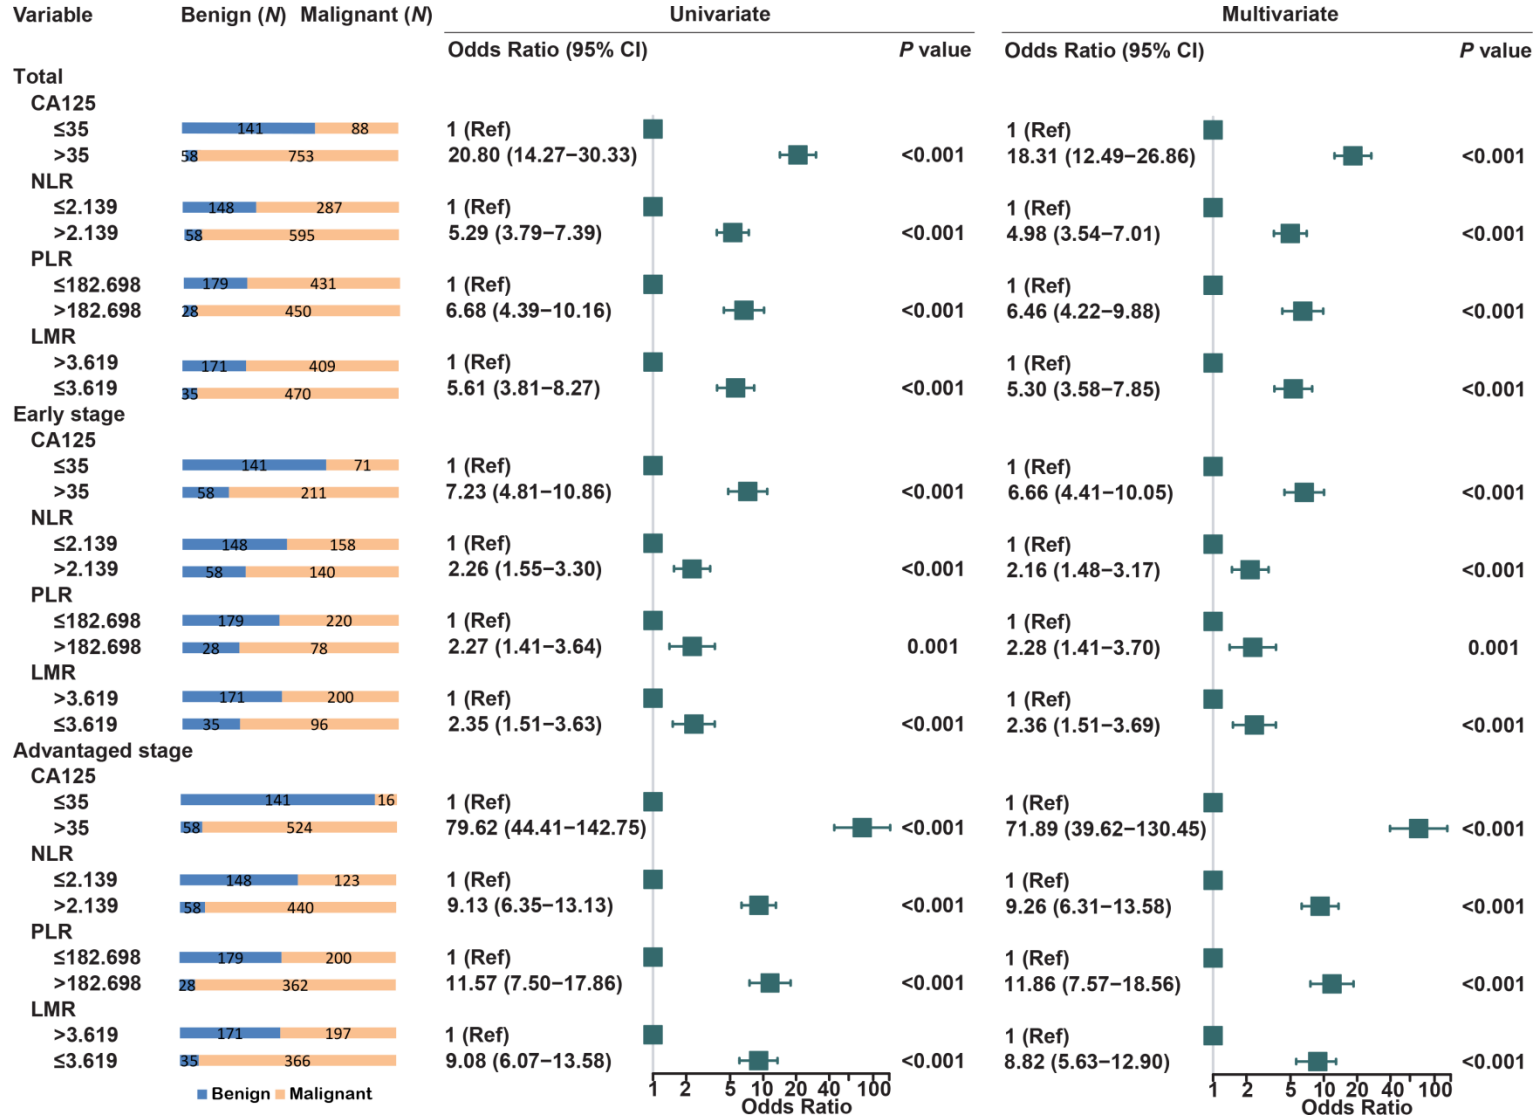 Variable Benign (N) Malignant (N) Univariate Multivariate
Odds Ratio (95% CI) P value Odds Ratio (95% CI) P value
Total
CA125
≤35 141 88 1 (Ref) 1 (Ref)
>35 58 753 20.80 (14.27–30.33) <0.001 18.31 (12.49–26.86) <0.001
NLR
≤2.139 148 287 1 (Ref) 1 (Ref)
>2.139 58 595 5.29 (3.79–7.39) <0.001 4.98 (3.54–7.01) <0.001
PLR
≤182.698 179 431 1 (Ref) 1 (Ref)
>182.698 28 450 6.68 (4.39–10.16) <0.001 6.46 (4.22–9.88) <0.001
LMR
>3.619 171 409 1 (Ref) 1 (Ref)
≤3.619 35 470 5.61 (3.81–8.27) <0.001 5.30 (3.58–7.85) <0.001
Early stage
CA125
≤35 141 71 1 (Ref) 1 (Ref)
>35 58 211 7.23 (4.81–10.86) <0.001 6.66 (4.41–10.05) <0.001
NLR
≤2.139 148 158 1 (Ref) 1 (Ref)
>2.139 58 140 2.26 (1.55–3.30) <0.001 2.16 (1.48–3.17) <0.001
PLR
≤182.698 179 220 1 (Ref) 1 (Ref)
>182.698 28 78 2.27 (1.41–3.64) 0.001 2.28 (1.41–3.70) 0.001
LMR
>3.619 171 200 1 (Ref) 1 (Ref)
≤3.619 35 96 2.35 (1.51–3.63) <0.001 2.36 (1.51–3.69) <0.001
Advantaged stage
CA125
≤35 141 16 1 (Ref) 1 (Ref)
>35 58 524 79.62 (44.41–142.75) <0.001 71.89 (39.62–130.45) <0.001
NLR
≤2.139 148 123 1 (Ref) 1 (Ref)
>2.139 58 440 9.13 (6.35–13.13) <0.001 9.26 (6.31–13.58) <0.001
PLR
≤182.698 179 200 1 (Ref) 1 (Ref)
>182.698 28 362 11.57 (7.50–17.86) <0.001 11.86 (7.57–18.56) <0.001
LMR
>3.619 171 197 1 (Ref) 1 (Ref)
≤3.619 35 366 9.08 (6.07–13.58) <0.001 8.82 (5.63–12.90) <0.001
Benign Malignant 1 2 5 10 20 40 100 1 2 5 10 20 40 100
Odds Ratio Odds Ratio